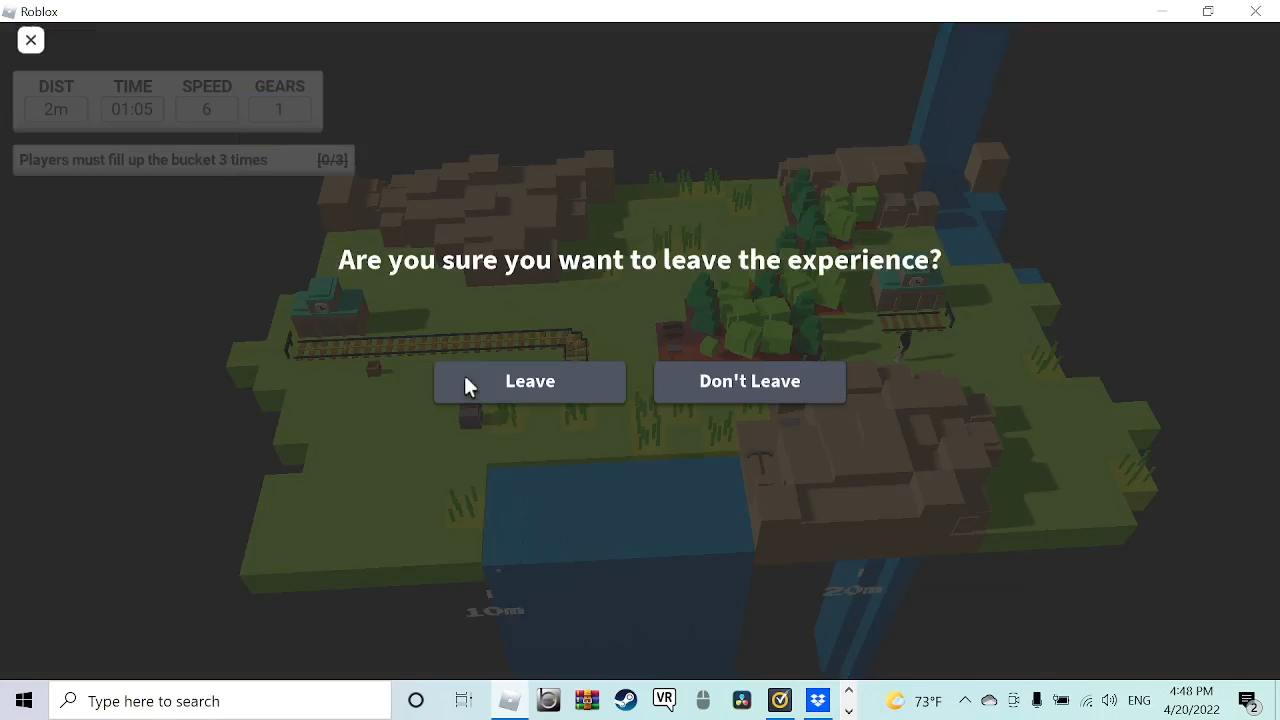 Roblox
DIST TIME SPEED GEARS
2m 01:05 6 1
Players must fill up the bucket 3 times [0/3]
Are you sure you want to leave the experience?
Leave Don't Leave
10m
20m
Type here to search
VR
73°F
ENG
4:48 PM
4/20/2022
2